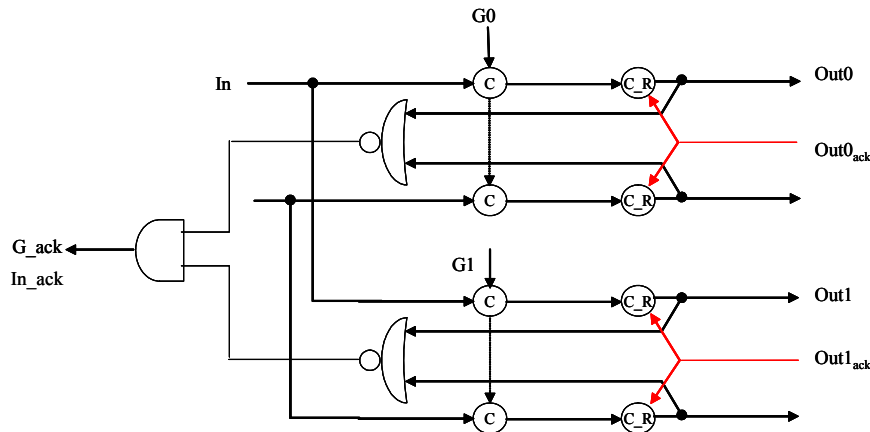 G0
In
C
C_R
Out0
Out0ack
C
C_R
G_ack
In_ack
G1
C
C_R
Out1
Out1ack
C
C_R